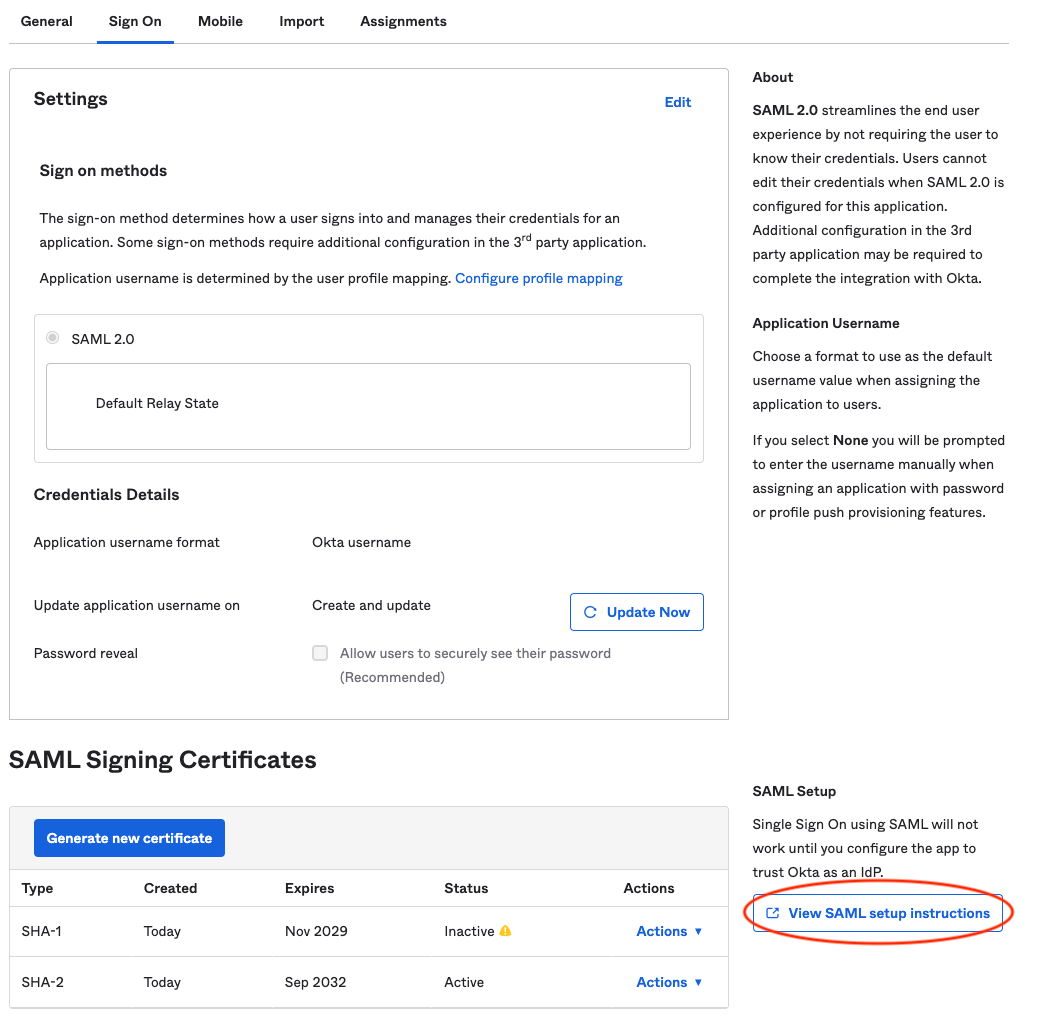 General Sign On Mobile Import Assignments
Settings
Edit
Sign on methods
The sign-on method determines how a user signs into and manages their credentials for an
application. Some sign-on methods require additional configuration in the 3rd party application.
Application username is determined by the user profile mapping. Configure profile mapping
SAML 2.0
Default Relay State
Credentials Details
Application username format Okta username
Update application username on Create and update Update Now
Password reveal Allow users to securely see their password
(Recommended)
About
SAML 2.0 streamlines the end user
experience by not requiring the user to
know their credentials. Users cannot
edit their credentials when SAML 2.0 is
configured for this application.
Additional configuration in the 3rd
party application may be required to
complete the integration with Okta.
Application Username
Choose a format to use as the default
username value when assigning the
application to users.
If you select None you will be prompted
to enter the username manually when
assigning an application with password
or profile push provisioning features.
SAML Signing Certificates
Generate new certificate
Type Created Expires Status Actions
SHA-1 Today Nov 2029 Inactive Actions
SHA-2 Today Sep 2032 Active Actions
SAML Setup
Single Sign On using SAML will not
work until you configure the app to
trust Okta as an IdP.
View SAML setup instructions